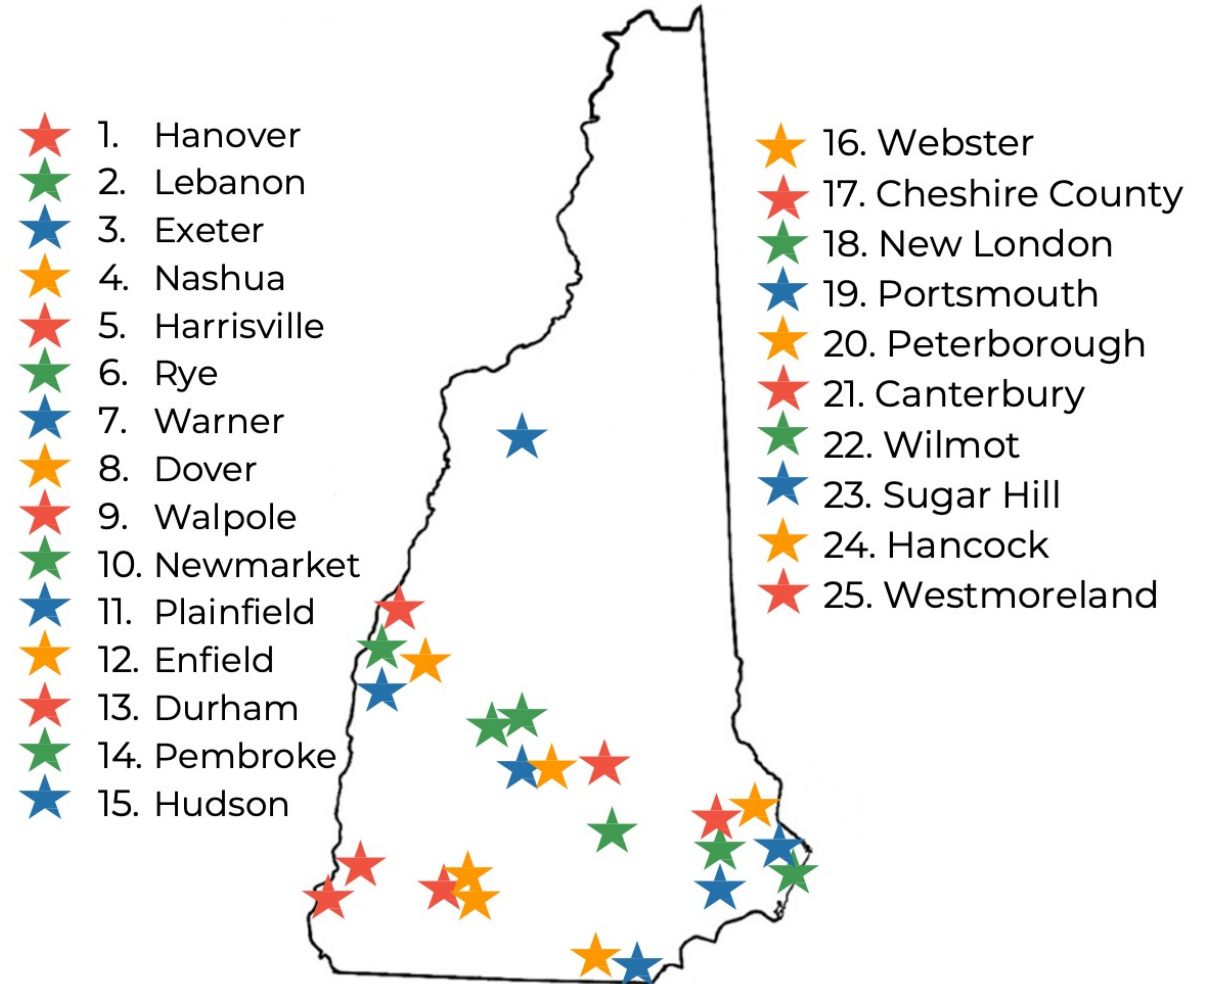 1. Hanover
2. Lebanon
3. Exeter
4. Nashua
5. Harrisville
6. Rye
7. Warner
8. Dover
9. Walpole
10. Newmarket
11. Plainfield
12. Enfield
13. Durham
14. Pembroke
15. Hudson
16. Webster
17. Cheshire County
18. New London
19. Portsmouth
20. Peterborough
21. Canterbury
22. Wilmot
23. Sugar Hill
24. Hancock
25. Westmoreland